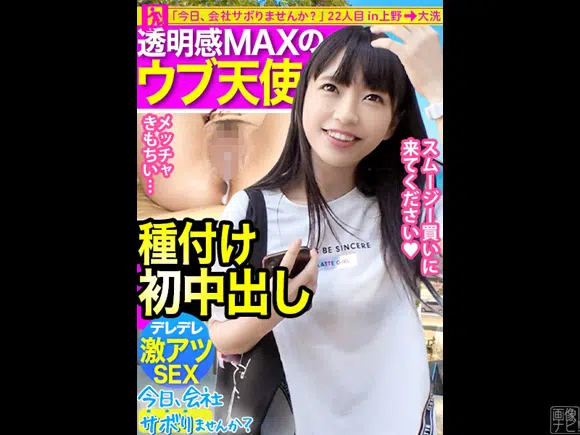 「今日、会社サボりませんか？」22人目in上野➡大洗
透明感MAXの
ウブ天使
メッチャ
きもちぃ…
スムージー買いに
来てください♥
BE SINCERE
LATTE GIRL
種付け
初中出し
デレデレ
激アツ
SEX
今日、会社
サボりませんか？
画像
ナビ